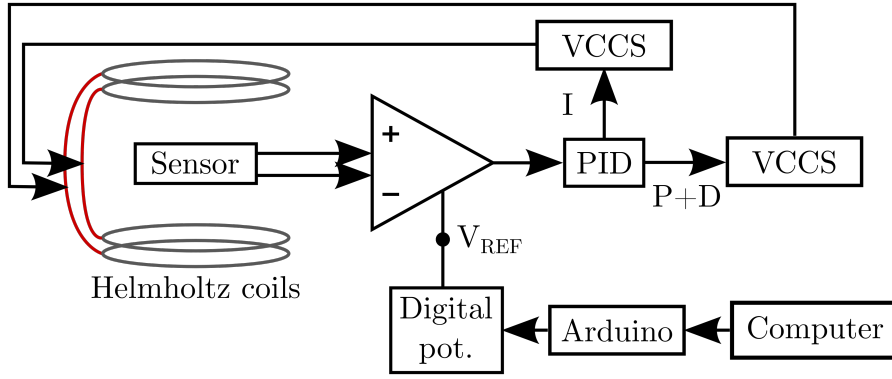 VCCS
I
Sensor
+
−
PID
VCCS
P+D
V_REF
Helmholtz coils
Digital
pot.
Arduino
Computer